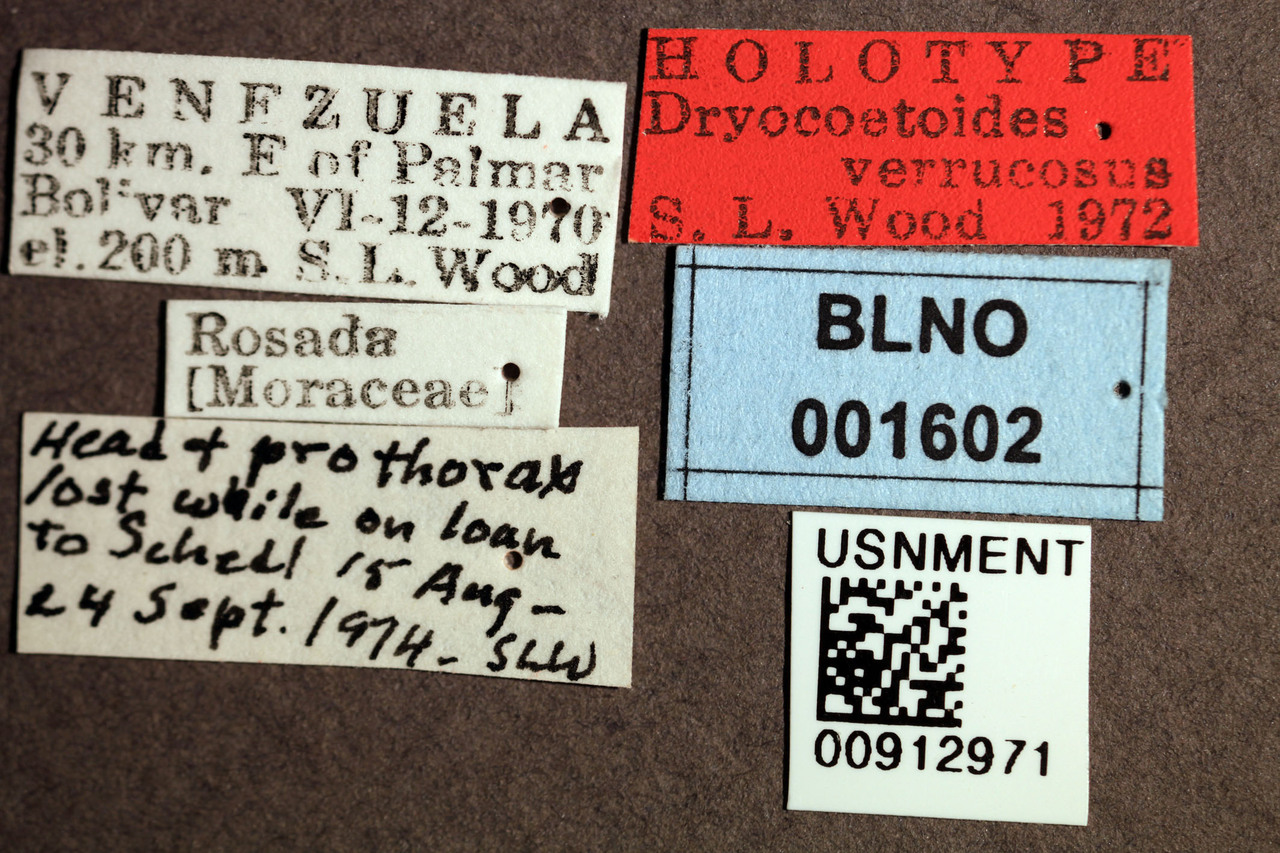 VENEZUELA
30 km. E of Palmar
Bolivar VI-12-1970
el. 200 m S. L. Wood
Rosada
[Moraceae]
Head + prothorax
lost while on loan
to Schedl 15 Aug-
24 Sept. 1974- SLW
HOLOTYPE
Dryocoetoides
verrucosus
S. L. Wood 1972
BLNO
001602
USNMENT
00912971